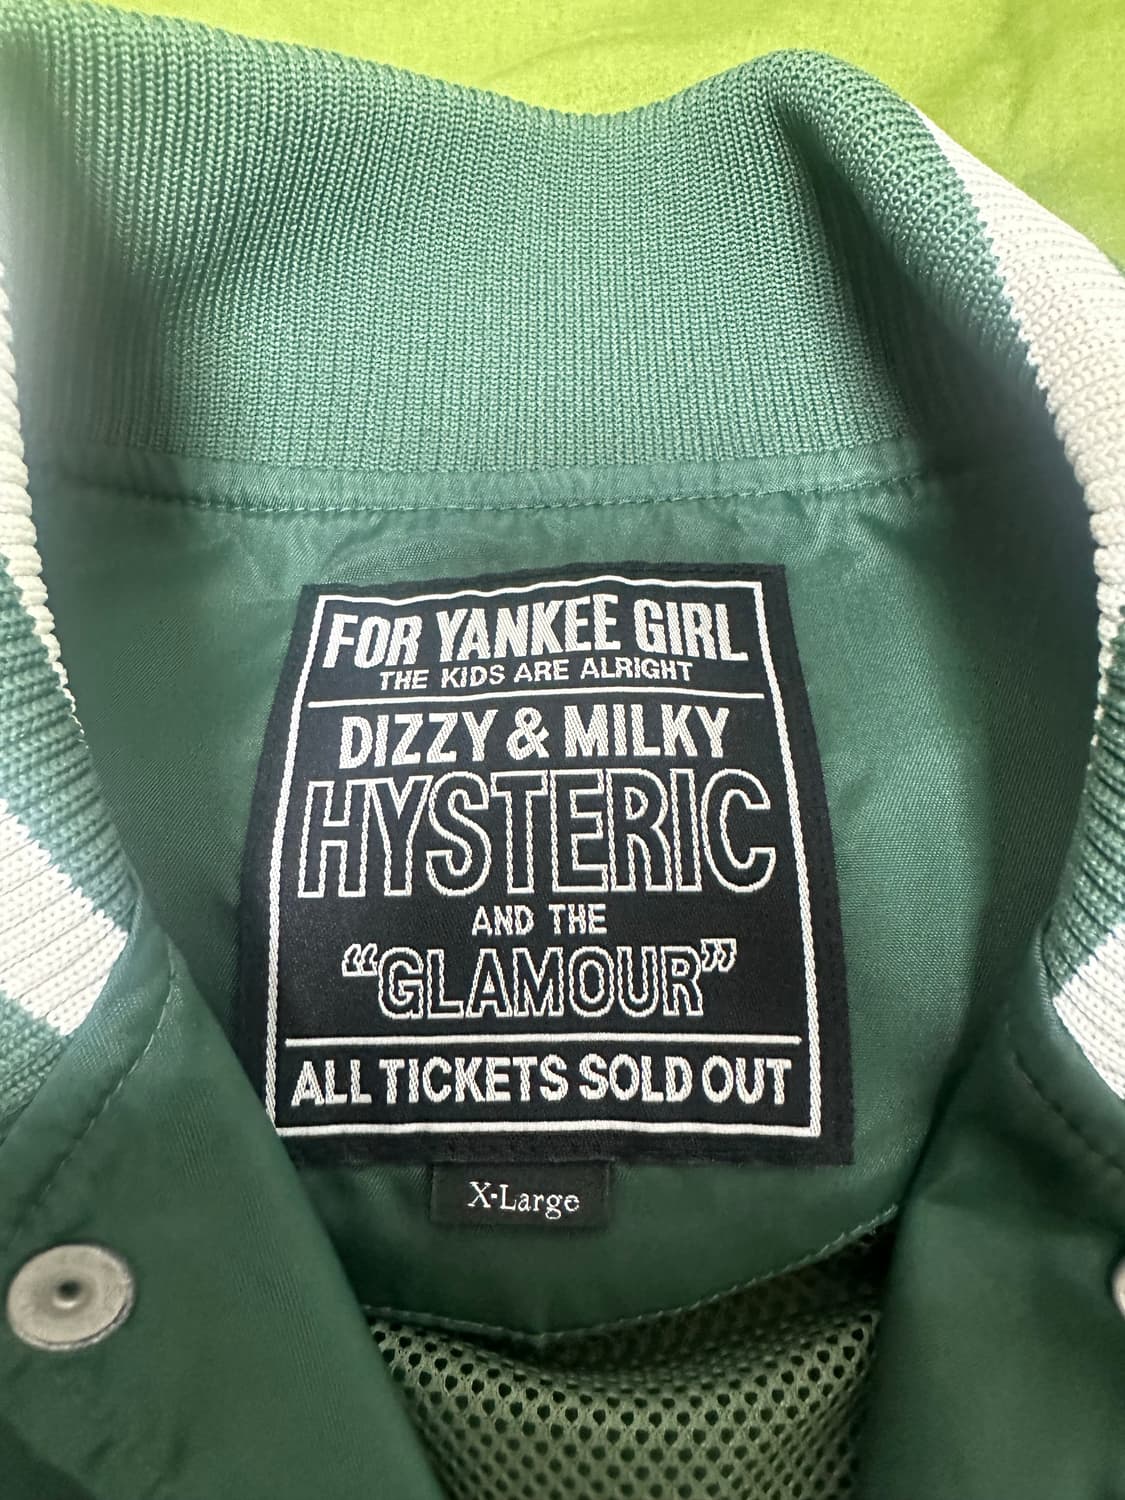 FOR YANKEE GIRL
THE KIDS ARE ALRIGHT
DIZZY & MILKY
HYSTERIC
AND THE
“GLAMOUR”
ALL TICKETS SOLD OUT
X-Large